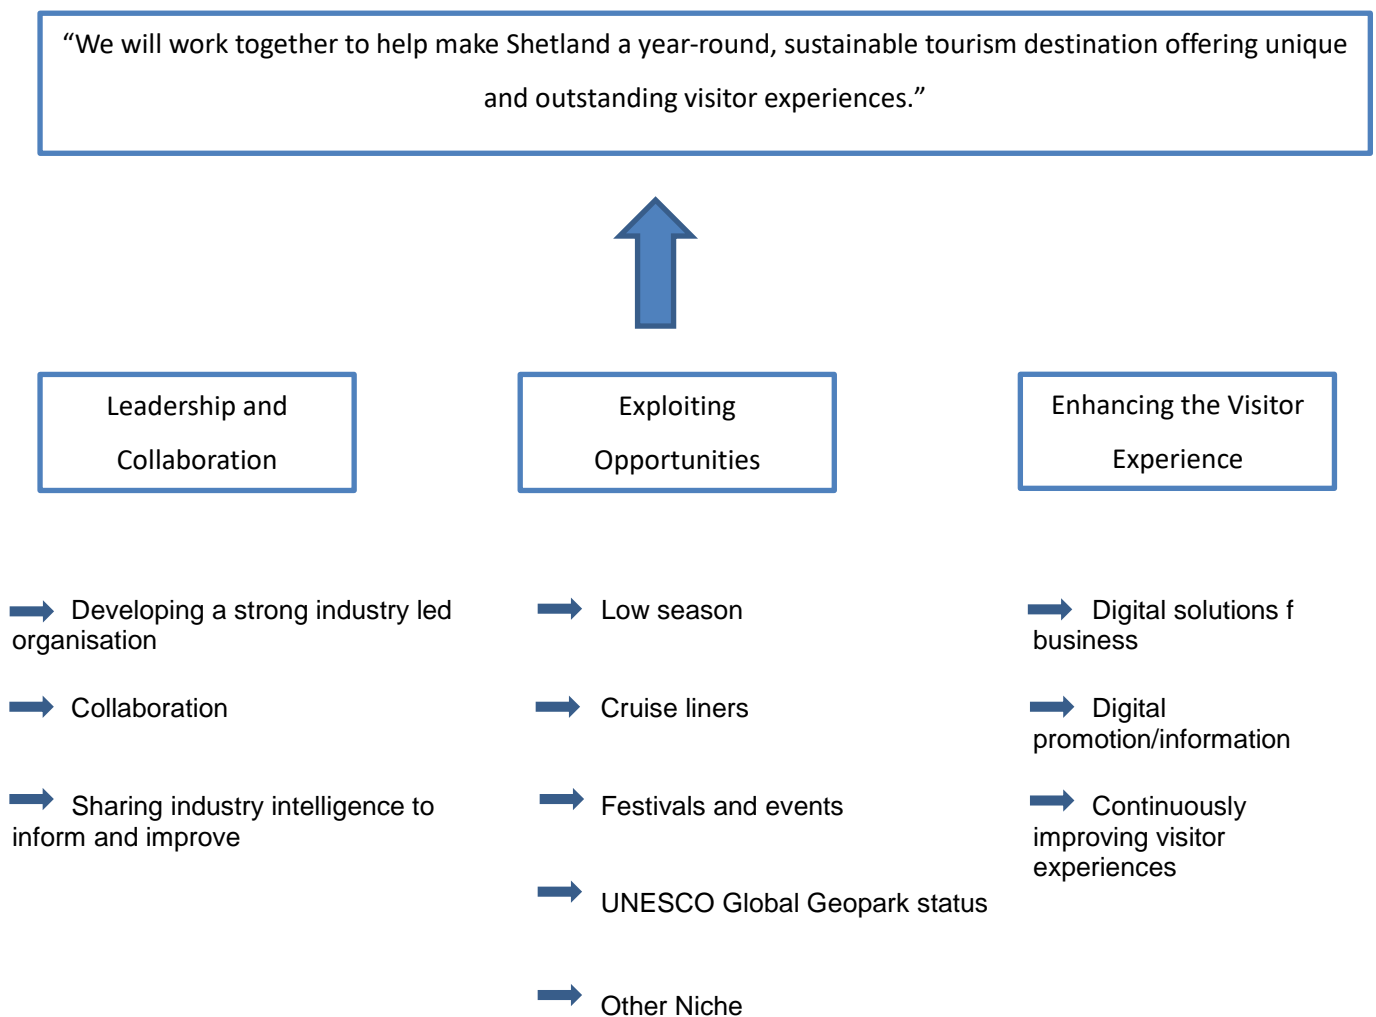 “We will work together to help make Shetland a year-round, sustainable tourism destination offering unique
and outstanding visitor experiences.”
Leadership and
Collaboration
Exploiting
Opportunities
Enhancing the Visitor
Experience
Developing a strong industry led
organisation
Collaboration
Sharing industry intelligence to
inform and improve
Low season
Cruise liners
Festivals and events
UNESCO Global Geopark status
Other Niche
Digital solutions f
business
Digital
promotion/information
Continuously
improving visitor
experiences